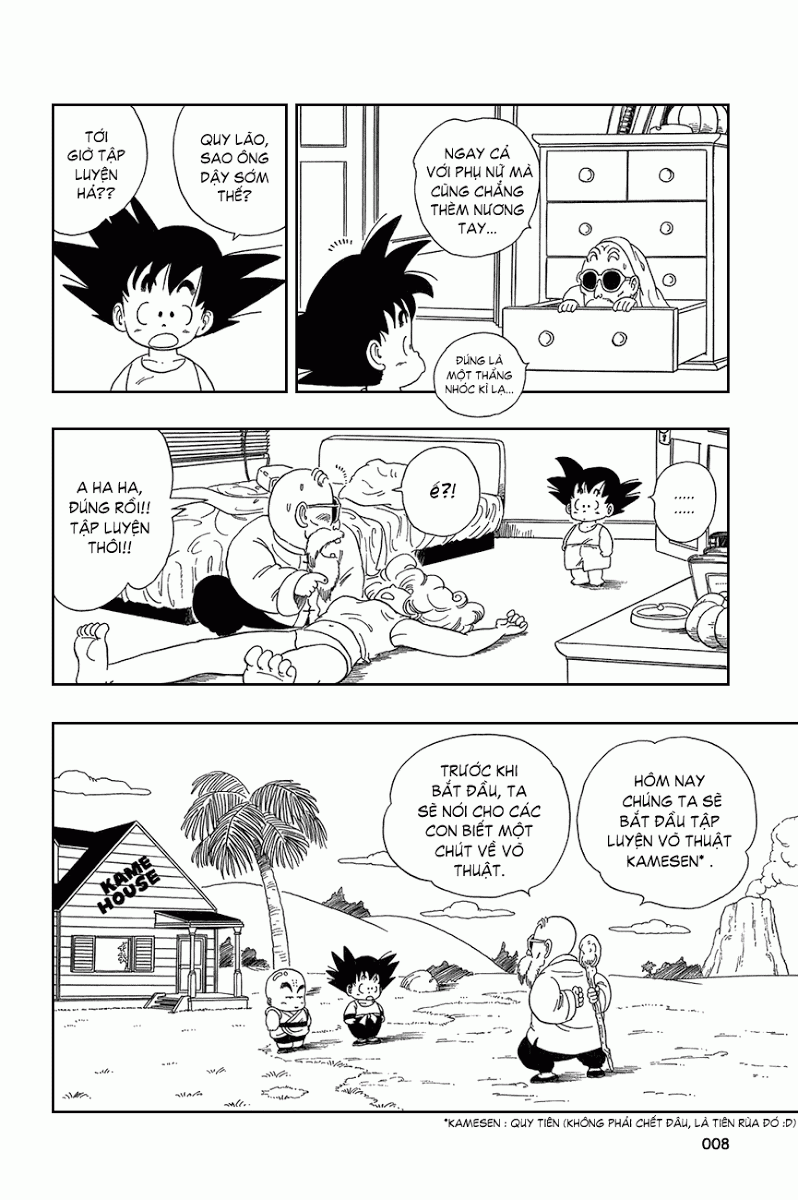 NGAY CẢ
VỚI PHỤ NỮ MÀ
CŨNG CHẲNG
THÈM NƯƠNG
TAY...
ĐÚNG LÀ
MỘT THẰNG
NHÓC KÌ LẠ...
QUY LÃO,
SAO ÔNG
DẬY SỚM
THẾ?
TỚI
GIỜ TẬP
LUYỆN
HẢ??
.....
.....
Ế?!
A HA HA,
ĐÚNG RỒI!!
TẬP LUYỆN
THÔI!!
HÔM NAY
CHÚNG TA SẼ
BẮT ĐẦU TẬP
LUYỆN VÕ THUẬT
KAMESEN* .
TRƯỚC KHI
BẮT ĐẦU, TA
SẼ NÓI CHO CÁC
CON BIẾT MỘT
CHÚT VỀ VÕ
THUẬT.
KAME
HOUSE
*KAMESEN : QUY TIÊN (KHÔNG PHẢI CHẾT ĐÂU, LÀ TIÊN RÙA ĐÓ :D)
008